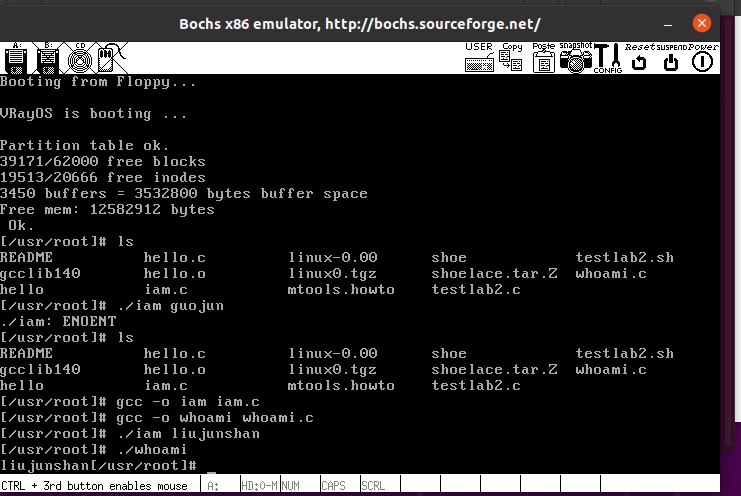 Bochs x86 emulator, http://bochs.sourceforge.net/
A: B: CD USER Copy Paste snapshot CONFIG Reset SUSPEND Power
Booting from Floppy...
VRayOS is booting ...
Partition table ok.
39171/62000 free blocks
19513/20666 free inodes
3450 buffers = 3532800 bytes buffer space
Free mem: 12582912 bytes
Ok.
[/usr/root]# ls
README hello.c linux-0.00 shoe testlab2.sh
gcclib140 hello.o linux0.tgz shoelace.tar.Z whoami.c
hello iam.c mtools.howto testlab2.c
[/usr/root]# ./iam guojun
./iam: ENOENT
[/usr/root]# ls
README hello.c linux-0.00 shoe testlab2.sh
gcclib140 hello.o linux0.tgz shoelace.tar.Z whoami.c
hello iam.c mtools.howto testlab2.c
[/usr/root]# gcc -o iam iam.c
[/usr/root]# gcc -o whoami whoami.c
[/usr/root]# ./iam liujunshan
[/usr/root]# ./whoami
liujunshan[/usr/root]# _
CTRL + 3rd button enables mouse A: HD:0-M NUM CAPS SCRL